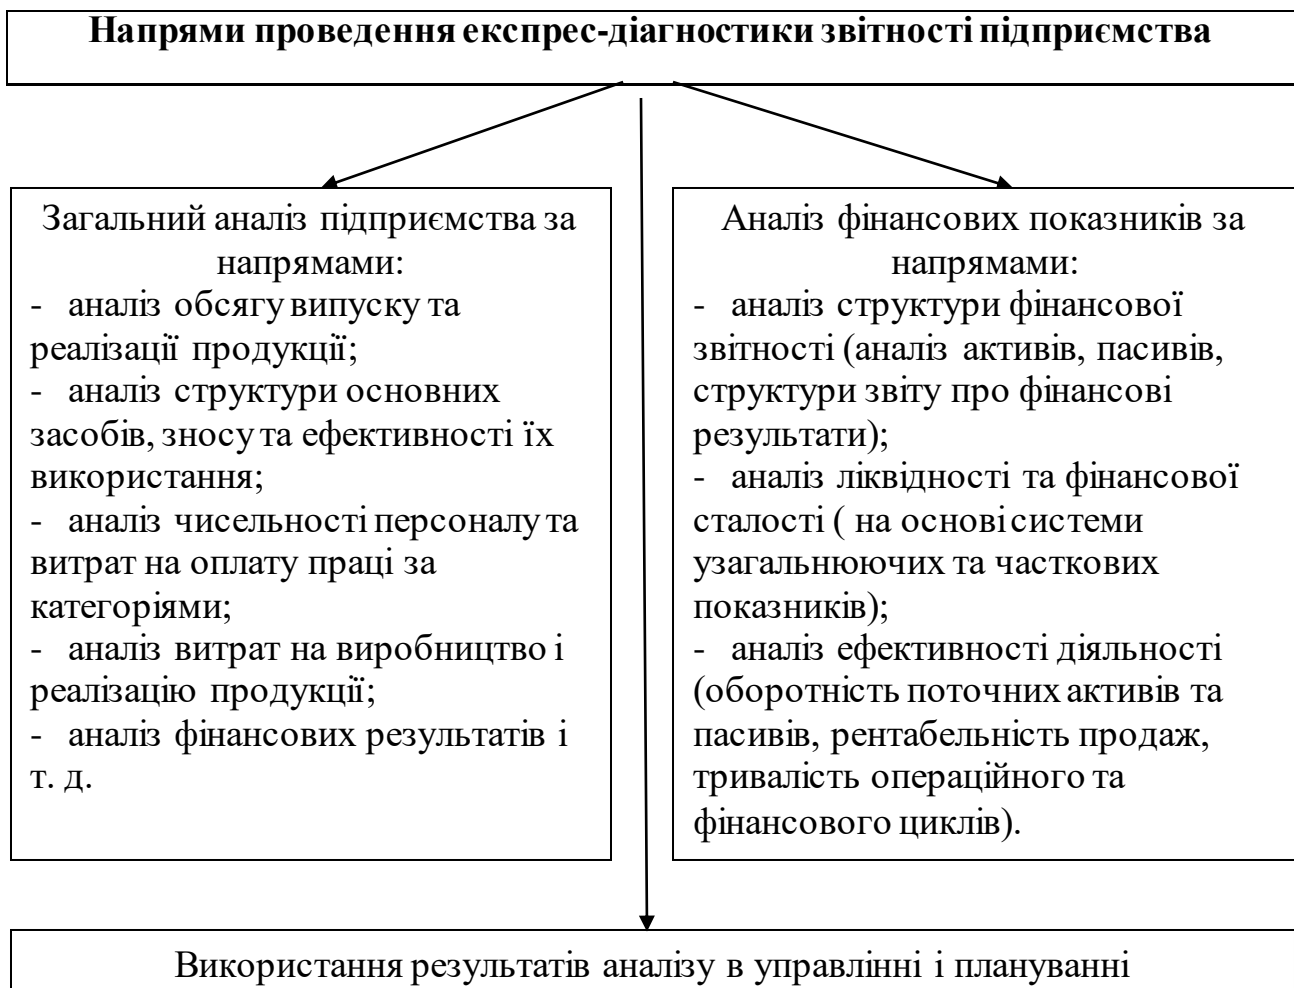 Напрями проведення експрес-діагностики звітності підприємства
Загальний аналіз підприємства за
напрямами:
- аналіз обсягу випуску та
реалізації продукції;
- аналіз структури основних
засобів, зносу та ефективності їх
використання;
- аналіз чисельності персоналу та
витрат на оплату праці за
категоріями;
- аналіз витрат на виробництво і
реалізацію продукції;
- аналіз фінансових результатів і
т. д.
Аналіз фінансових показників за
напрямами:
- аналіз структури фінансової
звітності (аналіз активів, пасивів,
структури звіту про фінансові
результати);
- аналіз ліквідності та фінансової
сталості ( на основі системи
узагальнюючих та часткових
показників);
- аналіз ефективності діяльності
(оборотність поточних активів та
пасивів, рентабельність продаж,
тривалість операційного та
фінансового циклів).
Використання результатів аналізу в управлінні і плануванні